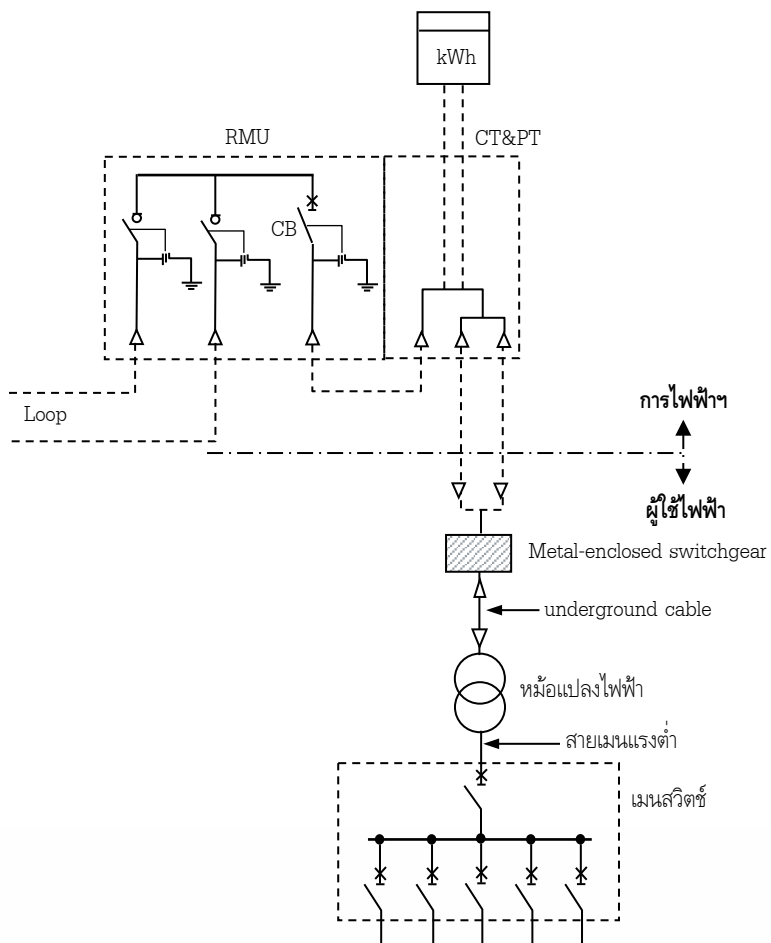 kWh
RMU
CT&PT
CB
Loop
การไฟฟ้าฯ
ผู้ใช้ไฟฟ้า
Metal-enclosed switchgear
underground cable
หม้อแปลงไฟฟ้า
สายเมนแรงต่ำ
เมนสวิตช์